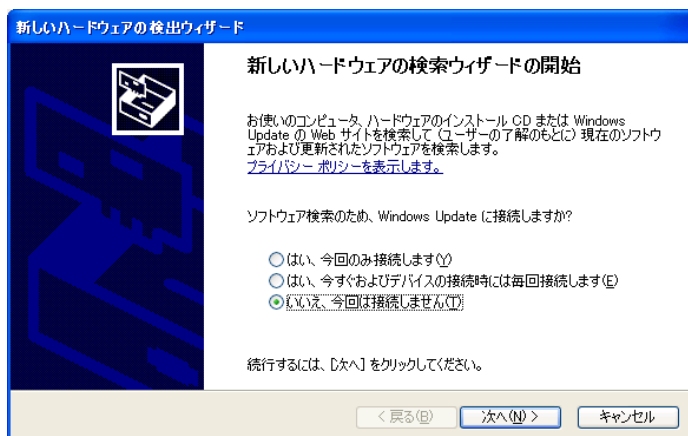 新しいハードウェアの検出ウィザード
新しいハードウェアの検索ウィザードの開始
お使いのコンピュータ、ハードウェアのインストール CD または Windows
Update の Web サイトを検索して (ユーザーの了解のもとに) 現在のソフトウ
ェアおよび更新されたソフトウェアを検索します。
プライバシー ポリシーを表示します。
ソフトウェア検索のため、Windows Update に接続しますか?
はい、今回のみ接続します(Y)
はい、今すぐおよびデバイスの接続時には毎回接続します(E)
いいえ、今回は接続しません(T)
続行するには、[次へ] をクリックしてください。
< 戻る(B) 次へ(N) > キャンセル